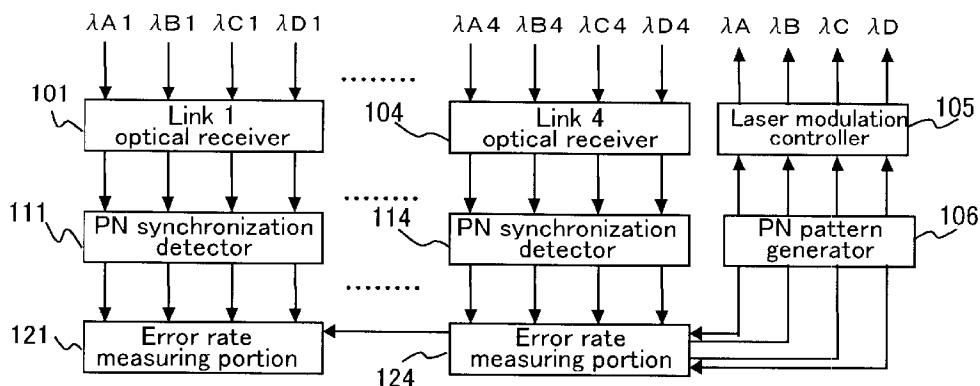 λA1 λB1 λC1 λD1 λA4 λB4 λC4 λD4 λA λB λC λD
101 Link 1 optical receiver
104 Link 4 optical receiver
105 Laser modulation controller
111 PN synchronization detector
114 PN synchronization detector
106 PN pattern generator
121 Error rate measuring portion
124 Error rate measuring portion